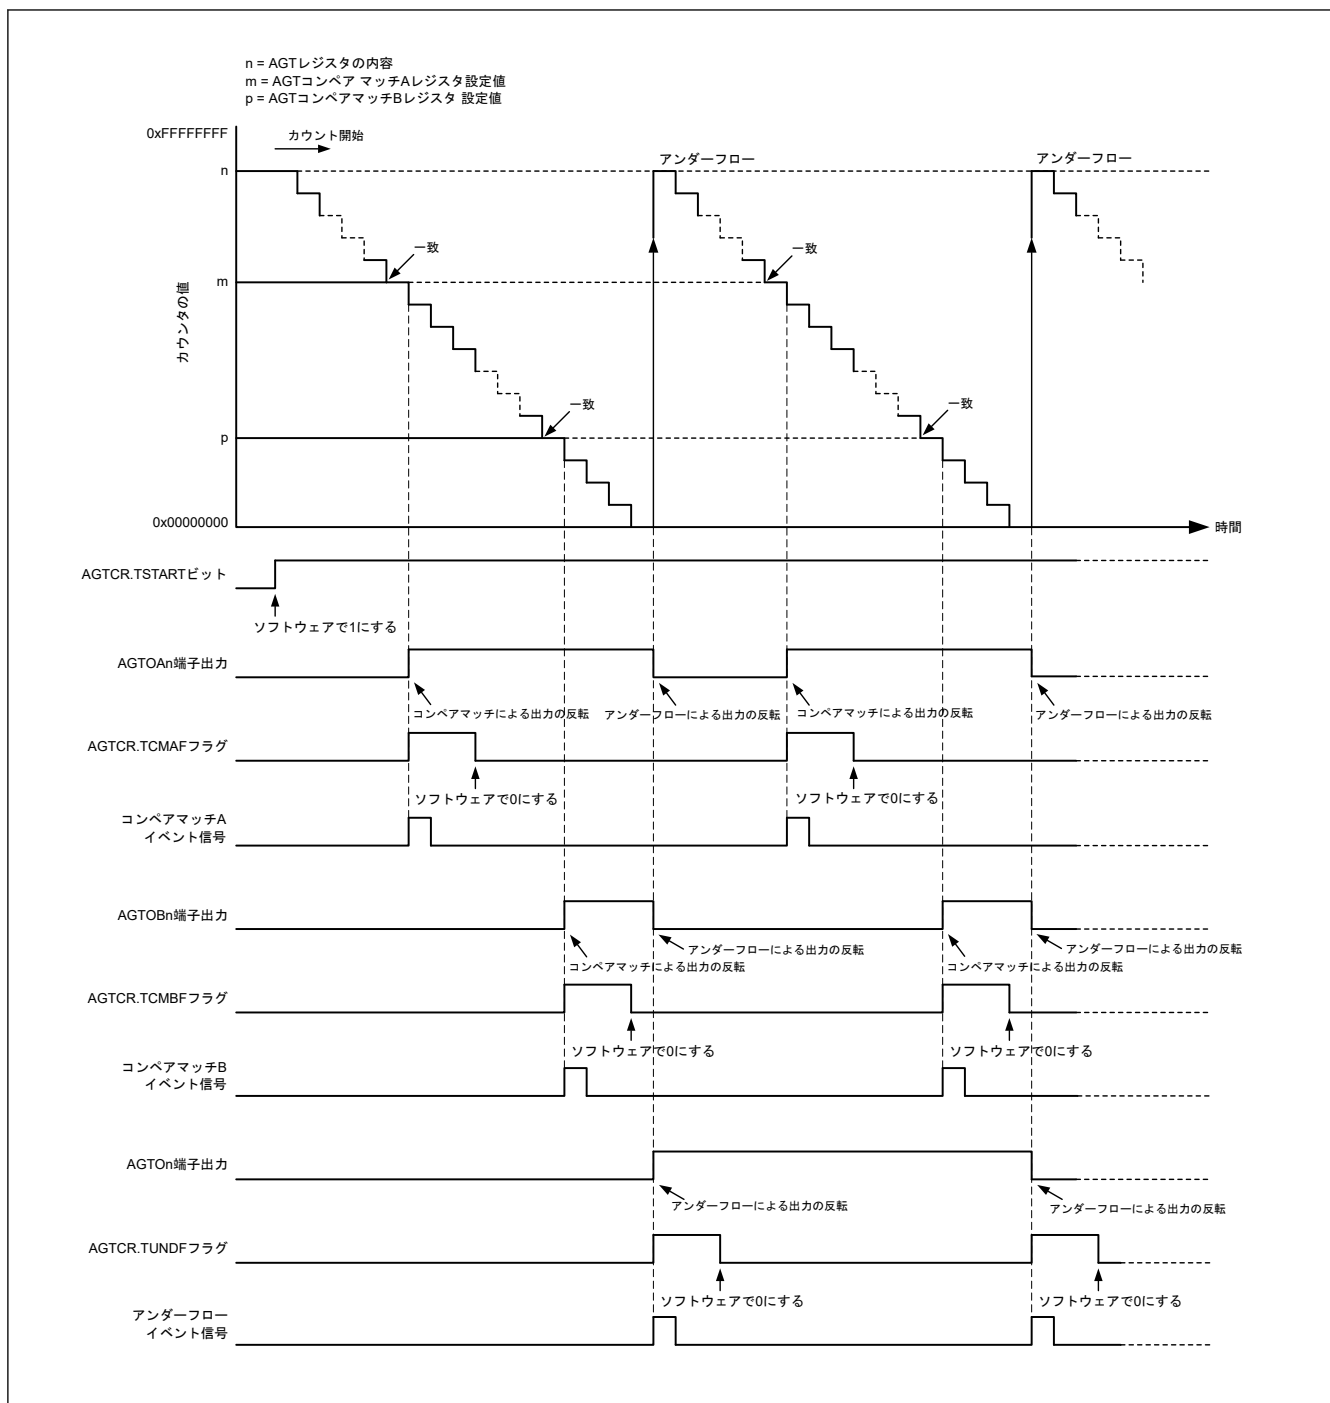 n = AGTレジスタの内容
m = AGTコンペア マッチAレジスタ設定値
p = AGTコンペアマッチBレジスタ 設定値
0xFFFFFFFF
カウント開始
アンダーフロー
アンダーフロー
n
一致
一致
m
カウンタの値
一致
一致
p
0x00000000
時間
AGTCR.TSTARTビット
ソフトウェアで1にする
AGTOAn端子出力
コンペアマッチによる出力の反転
アンダーフローによる出力の反転
コンペアマッチによる出力の反転
アンダーフローによる出力の反転
AGTCR.TCMAFフラグ
ソフトウェアで0にする
ソフトウェアで0にする
コンペアマッチA
イベント信号
AGTOBn端子出力
アンダーフローによる出力の反転
アンダーフローによる出力の反転
コンペアマッチによる出力の反転
コンペアマッチによる出力の反転
AGTCR.TCMBFフラグ
ソフトウェアで0にする
ソフトウェアで0にする
コンペアマッチB
イベント信号
AGTOn端子出力
アンダーフローによる出力の反転
アンダーフローによる出力の反転
AGTCR.TUNDFフラグ
ソフトウェアで0にする
ソフトウェアで0にする
アンダーフロー
イベント信号